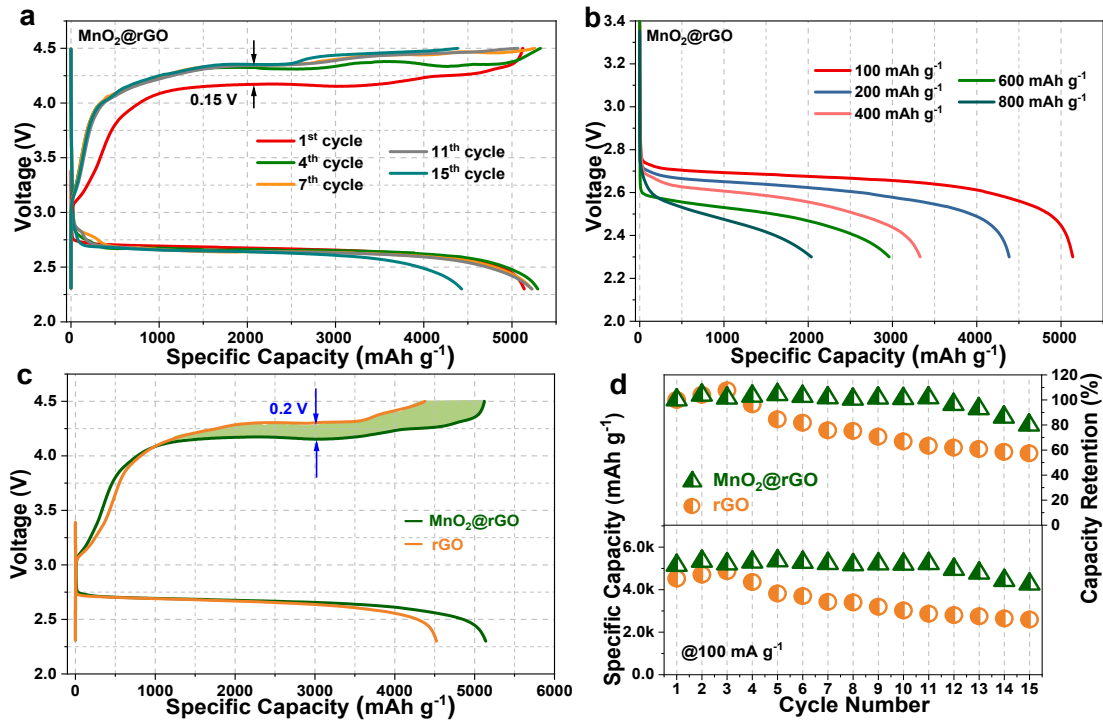 a
MnO2@rGO
0.15 V
1st cycle
4th cycle
7th cycle
11th cycle
15th cycle
4.5
4.0
3.5
3.0
2.5
2.0
Voltage (V)
0 1000 2000 3000 4000 5000
Specific Capacity (mAh g-1)
b
MnO2@rGO
100 mAh g-1
200 mAh g-1
400 mAh g-1
600 mAh g-1
800 mAh g-1
3.4
3.2
3.0
2.8
2.6
2.4
2.2
2.0
Voltage (V)
0 1000 2000 3000 4000 5000
Specific Capacity (mAh g-1)
c
0.2 V
MnO2@rGO
rGO
4.5
4.0
3.5
3.0
2.5
2.0
Voltage (V)
0 1000 2000 3000 4000 5000 6000
Specific Capacity (mAh g-1)
d
MnO2@rGO
rGO
120
100
80
60
40
20
0
Capacity Retention (%)
6.0k
4.0k
2.0k
0.0
Specific Capacity (mAh g-1)
@100 mA g-1
1 2 3 4 5 6 7 8 9 10 11 12 13 14 15
Cycle Number